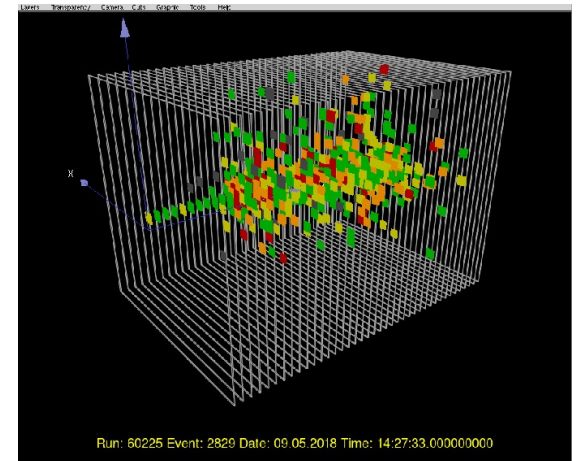 Layers Transparency Camera Cuts Graphic Tools Help
X
Run: 60225 Event: 2829 Date: 09.05.2018 Time: 14:27:33.000000000